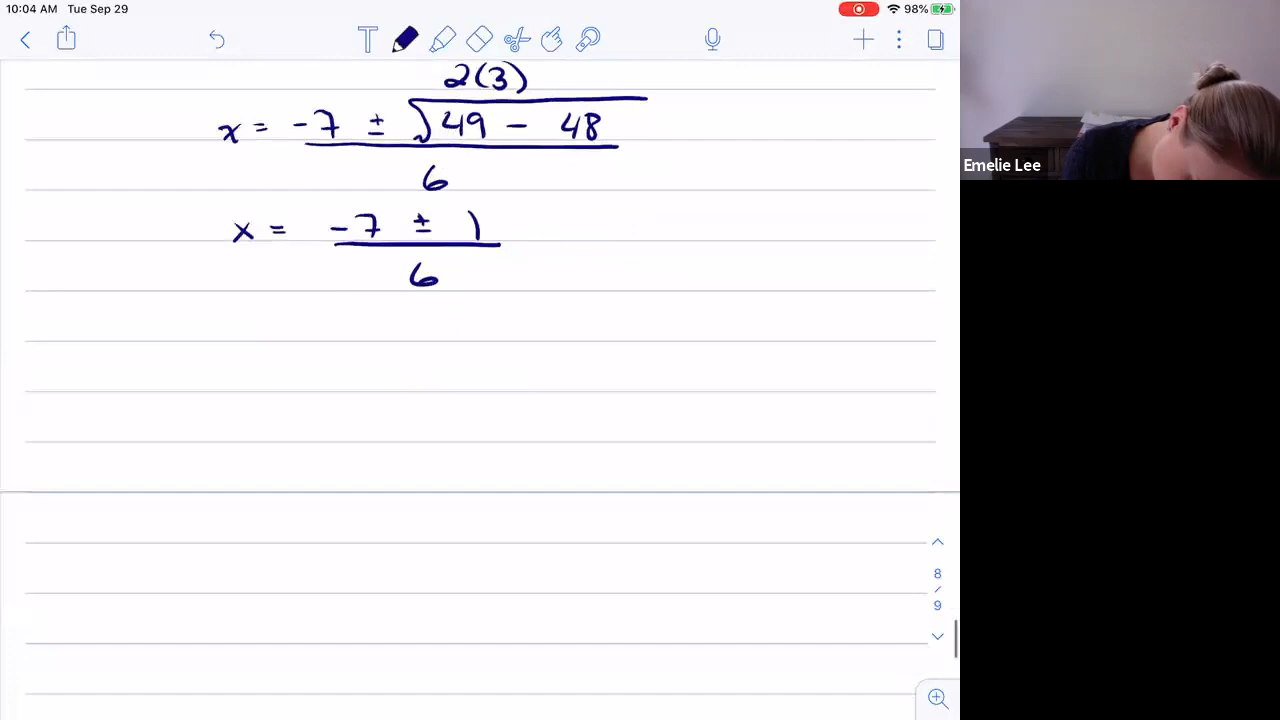 10:04 AM Tue Sep 29
98%
T
2(3)
x = -7 ± √49 - 48
6
x = -7 ± 1
6
Emelie Lee
8
/
9